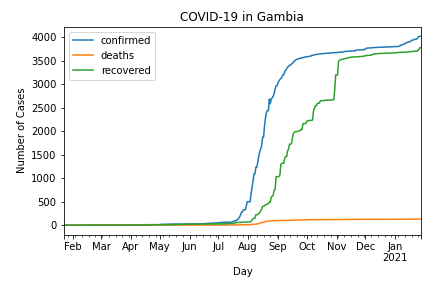 COVID-19 in Gambia
confirmed
deaths
recovered
Number of Cases
4000
3500
3000
2500
2000
1500
1000
500
0
Feb Mar Apr May Jun Jul Aug Sep Oct Nov Dec Jan
2021
Day